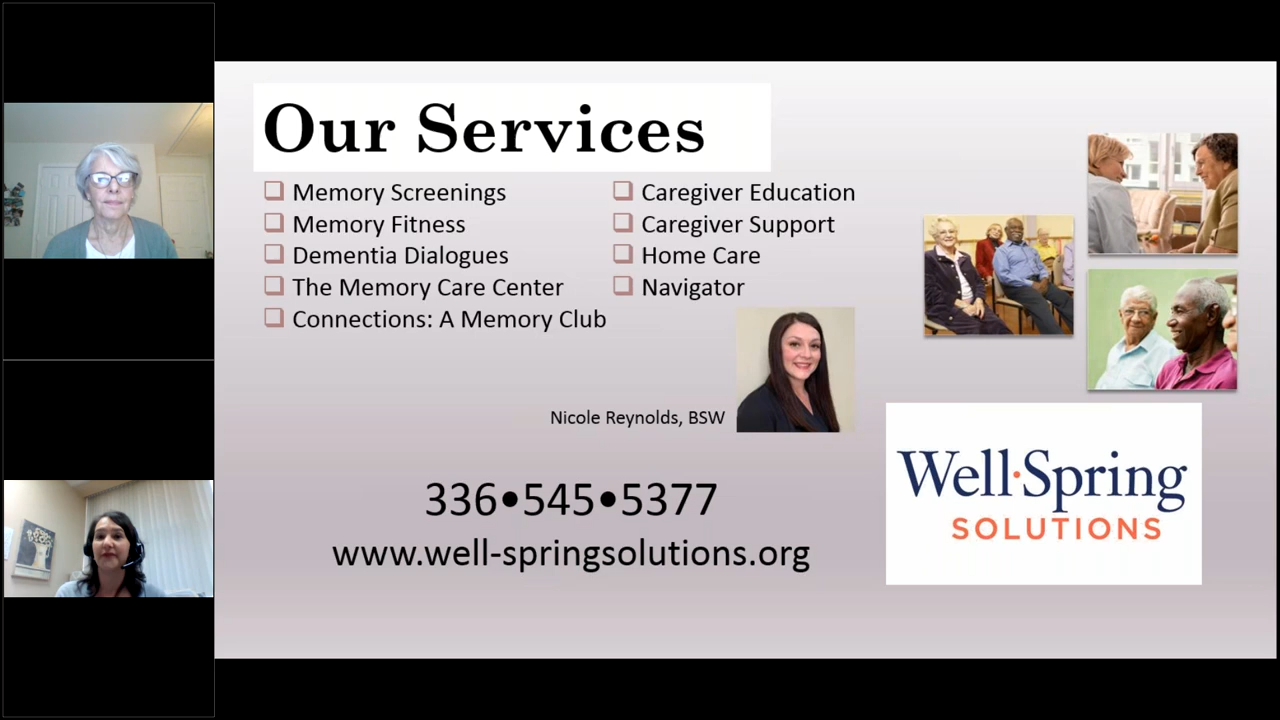 Our Services
❑ Memory Screenings
❑ Memory Fitness
❑ Dementia Dialogues
❑ The Memory Care Center
❑ Connections: A Memory Club
❑ Caregiver Education
❑ Caregiver Support
❑ Home Care
❑ Navigator
Nicole Reynolds, BSW
336•545•5377
www.well-springsolutions.org
Well·Spring
SOLUTIONS